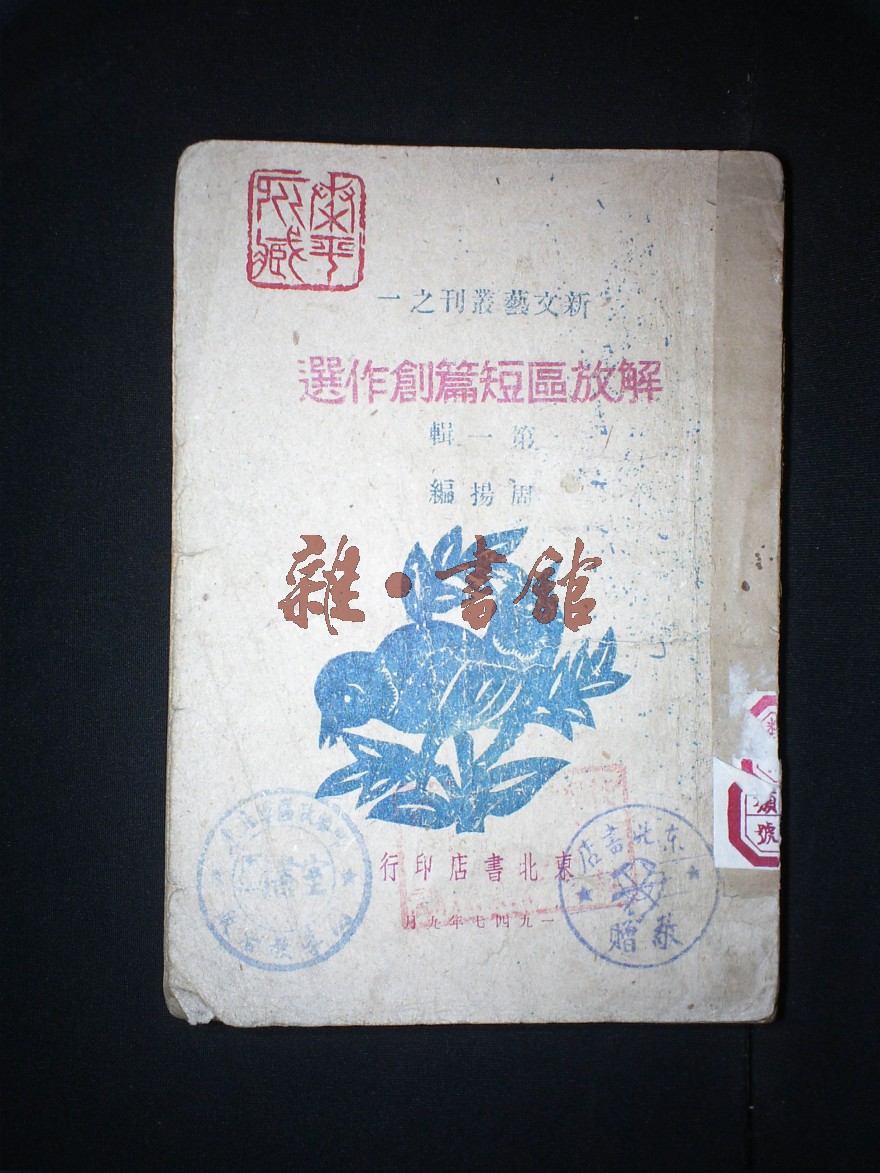 新文藝叢刊之一
解放區短篇創作選
第一輯
周揚編
雜·書館
東北書店印行
一九四七年九月
东北書店
敬贈
號